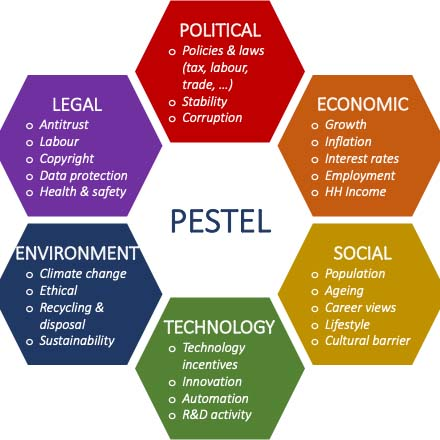 POLITICAL
o Policies & laws
(tax, labour,
trade, ...)
o Stability
o Corruption
LEGAL
o Antitrust
o Labour
o Copyright
o Data protection
o Health & safety
ECONOMIC
o Growth
o Inflation
o Interest rates
o Employment
o HH Income
PESTEL
ENVIRONMENT
o Climate change
o Ethical
o Recycling &
disposal
o Sustainability
SOCIAL
o Population
o Ageing
o Career views
o Lifestyle
o Cultural barrier
TECHNOLOGY
o Technology
incentives
o Innovation
o Automation
o R&D activity